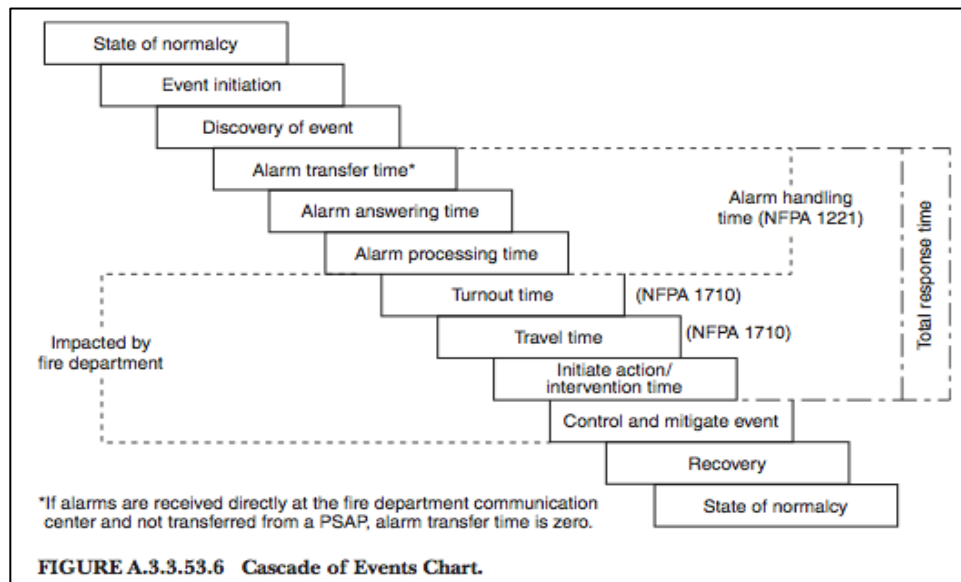 State of normalcy
Event initiation
Discovery of event
Alarm transfer time*
Alarm answering time
Alarm handling
time (NFPA 1221)
Alarm processing time
Total response time
Turnout time
(NFPA 1710)
Travel time
(NFPA 1710)
Impacted by
fire department
Initiate action/
intervention time
Control and mitigate event
Recovery
State of normalcy
*If alarms are received directly at the fire department communication
center and not transferred from a PSAP, alarm transfer time is zero.
FIGURE A.3.3.53.6 Cascade of Events Chart.